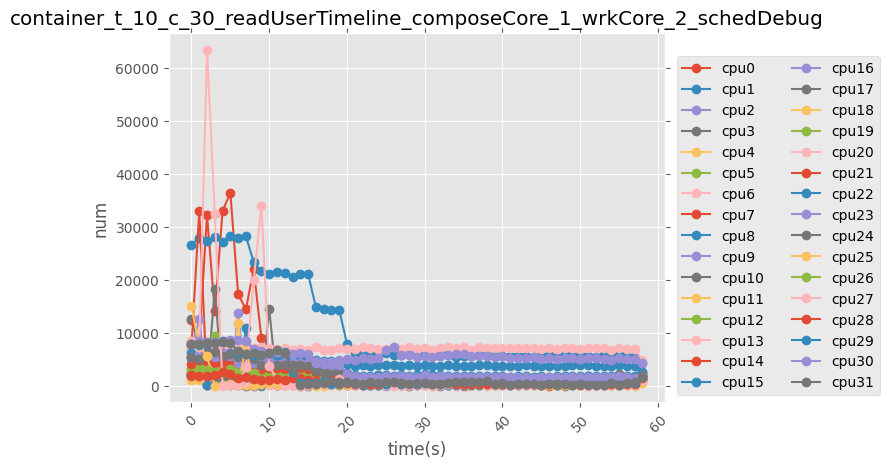 container_t_10_c_30_readUserTimeline_composeCore_1_wrkCore_2_schedDebug
60000
50000
40000
30000
20000
10000
0
num
0
10
20
30
40
50
60
time(s)
cpu0
cpu1
cpu2
cpu3
cpu4
cpu5
cpu6
cpu7
cpu8
cpu9
cpu10
cpu11
cpu12
cpu13
cpu14
cpu15
cpu16
cpu17
cpu18
cpu19
cpu20
cpu21
cpu22
cpu23
cpu24
cpu25
cpu26
cpu27
cpu28
cpu29
cpu30
cpu31